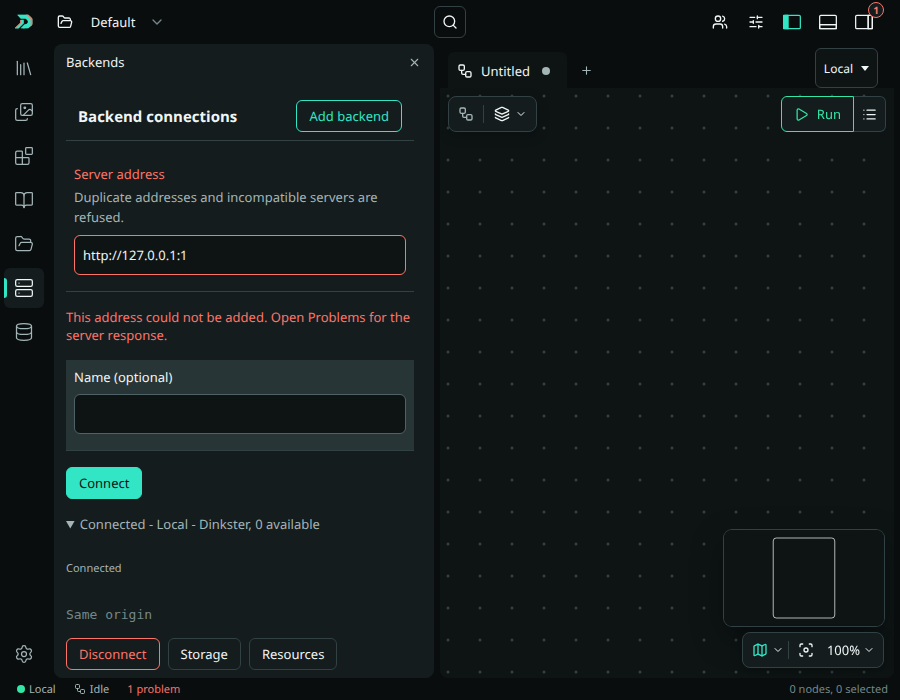 Default
1
Backends
Untitled
Local
Backend connections
Add backend
Run
Server address
Duplicate addresses and incompatible servers are
refused.
http://127.0.0.1:1
This address could not be added. Open Problems for the
server response.
Name (optional)
Connect
Connected - Local - Dinkster, 0 available
Connected
Same origin
Disconnect
Storage
Resources
100%
Local
Idle
1 problem
0 nodes, 0 selected